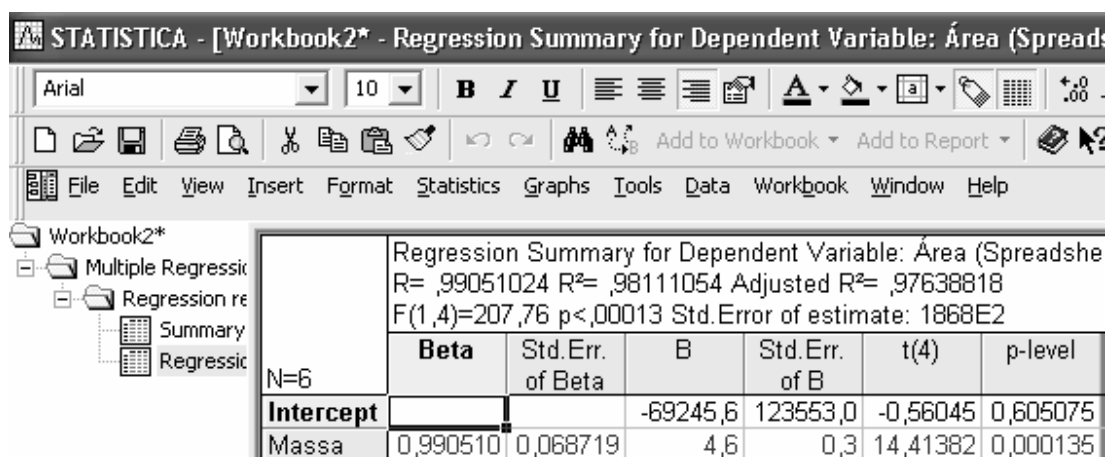 STATISTICA - [Workbook2* - Regression Summary for Dependent Variable: Área (Spreads
Arial 10 B I U A a
Add to Workbook Add to Report
File Edit View Insert Format Statistics Graphs Tools Data Workbook Window Help
Workbook2*
Multiple Regressic
Regression re
Summary
Regressic
Regression Summary for Dependent Variable: Área (Spreadshe
R= ,99051024 R²= ,98111054 Adjusted R²= ,97638818
F(1,4)=207,76 p<,00013 Std.Error of estimate: 1868E2
N=6 Beta Std.Err. of Beta B Std.Err. of B t(4) p-level
Intercept -69245,6 123553,0 -0,56045 0,605075
Massa 0,990510 0,068719 4,6 0,3 14,41382 0,000135